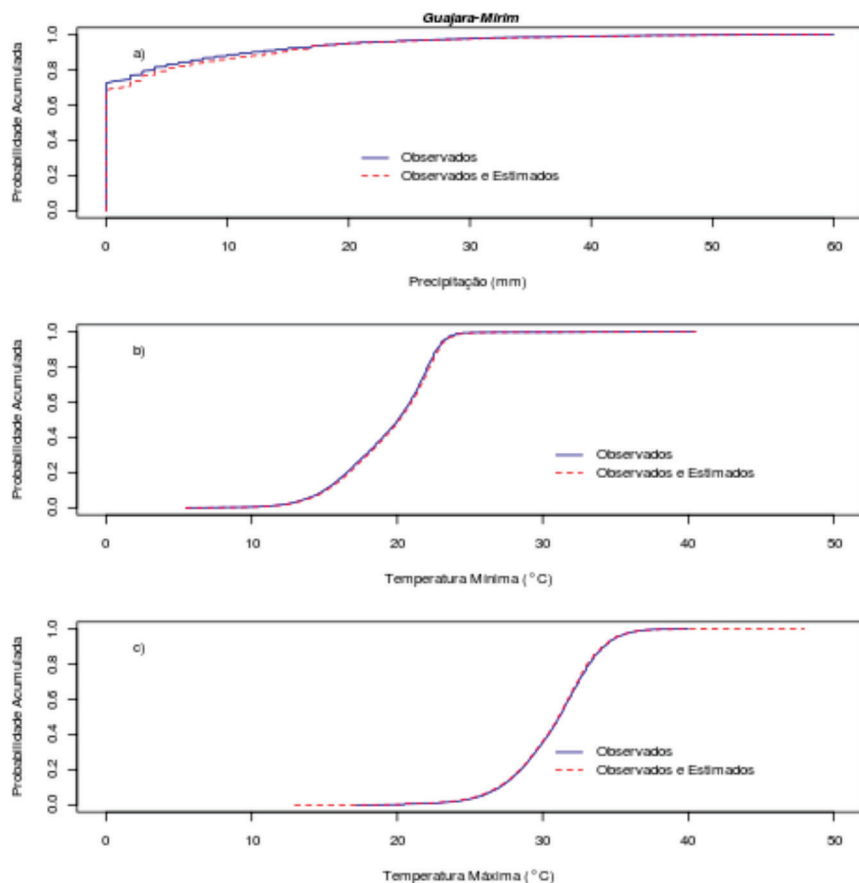 Guajara-Mirim
a)
Probabilidade Acumulada
1.0
0.8
0.6
0.4
0.2
0.0
Observados
Observados e Estimados
0 10 20 30 40 50 60
Precipitação (mm)
b)
Probabilidade Acumulada
1.0
0.8
0.6
0.4
0.2
0.0
Observados
Observados e Estimados
0 10 20 30 40 50
Temperatura Mínima (°C)
c)
Probabilidade Acumulada
1.0
0.8
0.6
0.4
0.2
0.0
Observados
Observados e Estimados
0 10 20 30 40 50
Temperatura Máxima (°C)